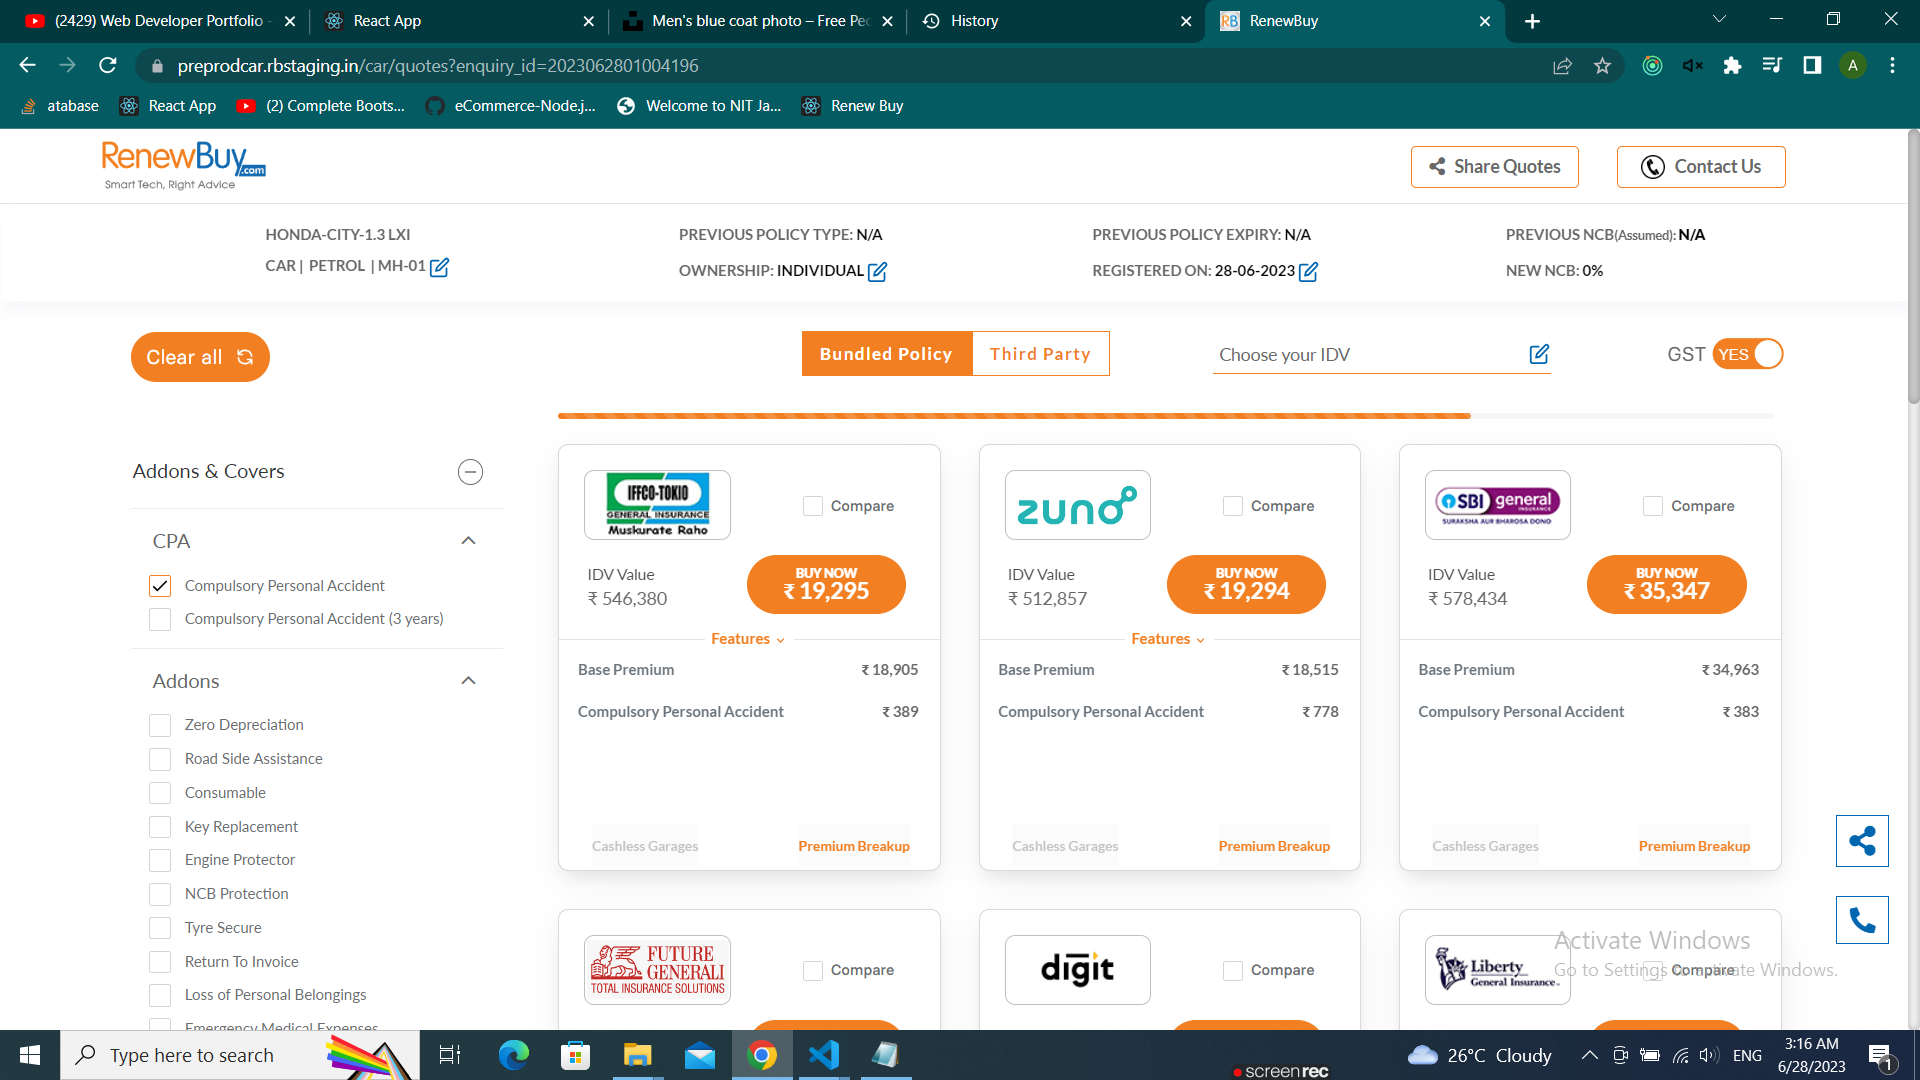 (2429) Web Developer Portfolio -
React App
Men's blue coat photo – Free Pec
History
RenewBuy
preprodcar.rbstaging.in/car/quotes?enquiry_id=2023062801004196
A
atabase
React App
(2) Complete Boots...
eCommerce-Node.j...
Welcome to NIT Ja...
Renew Buy
RenewBuy.com
Smart Tech, Right Advice
Share Quotes
Contact Us
HONDA-CITY-1.3 LXI
PREVIOUS POLICY TYPE: N/A
PREVIOUS POLICY EXPIRY: N/A
PREVIOUS NCB(Assumed): N/A
CAR | PETROL | MH-01
OWNERSHIP: INDIVIDUAL
REGISTERED ON: 28-06-2023
NEW NCB: 0%
Clear all
Bundled Policy
Third Party
Choose your IDV
GST YES
Addons & Covers
CPA
Compulsory Personal Accident
Compulsory Personal Accident (3 years)
Addons
Zero Depreciation
Road Side Assistance
Consumable
Key Replacement
Engine Protector
NCB Protection
Tyre Secure
Return To Invoice
Loss of Personal Belongings
Emergency Medical Expenses
IFFCO-TOKIO
GENERAL INSURANCE
Muskurate Raho
Compare
IDV Value
₹ 546,380
BUY NOW
₹ 19,295
Features
Base Premium ₹ 18,905
Compulsory Personal Accident ₹ 389
Cashless Garages
Premium Breakup
zuno
Compare
IDV Value
₹ 512,857
BUY NOW
₹ 19,294
Features
Base Premium ₹ 18,515
Compulsory Personal Accident ₹ 778
Cashless Garages
Premium Breakup
SBI general
INSURANCE
SURAKSHA AUR BHAROSA DONO
Compare
IDV Value
₹ 578,434
BUY NOW
₹ 35,347
Base Premium ₹ 34,963
Compulsory Personal Accident ₹ 383
Cashless Garages
Premium Breakup
FUTURE
GENERALI
TOTAL INSURANCE SOLUTIONS
Compare
digit
Compare
Liberty
General Insurance
Compare
Activate Windows
Go to Settings to activate Windows.
Type here to search
screenrec
26°C Cloudy
ENG
3:16 AM
6/28/2023
1